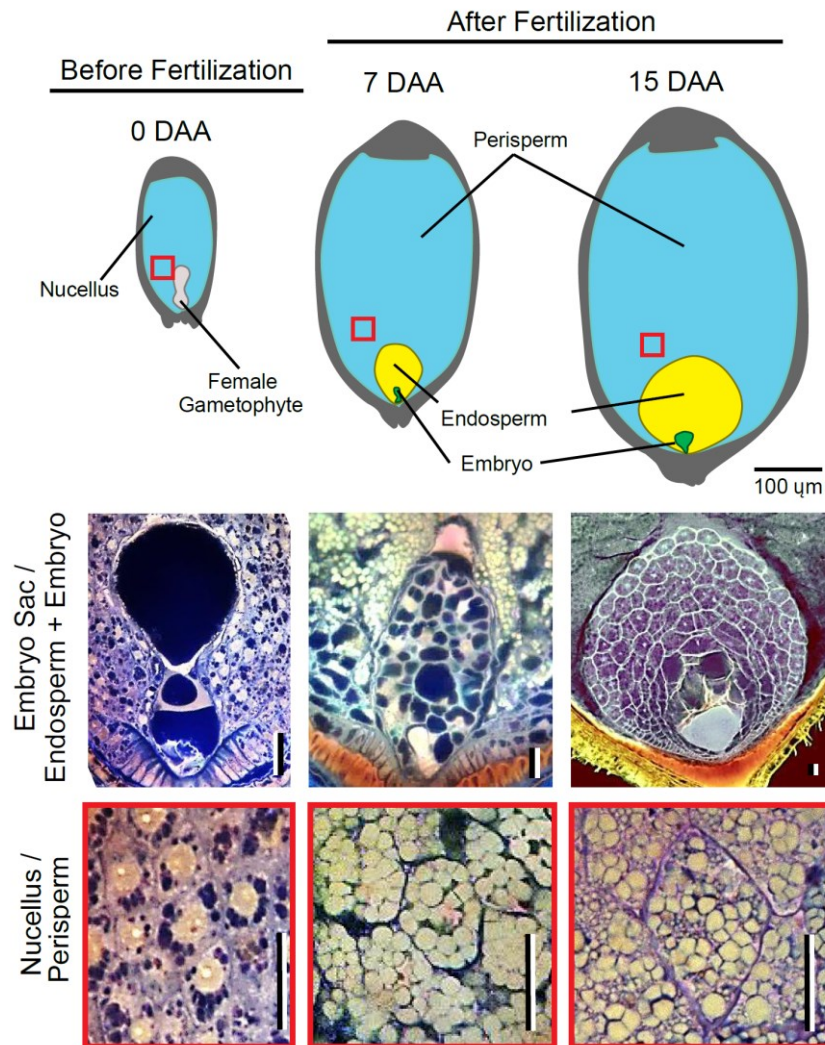 After Fertilization
Before Fertilization
7 DAA
15 DAA
0 DAA
Perisperm
Nucellus
Female
Gametophyte
Endosperm
Embryo
100 ųm
Embryo Sac /
Endosperm + Embryo
Nucellus /
Perisperm